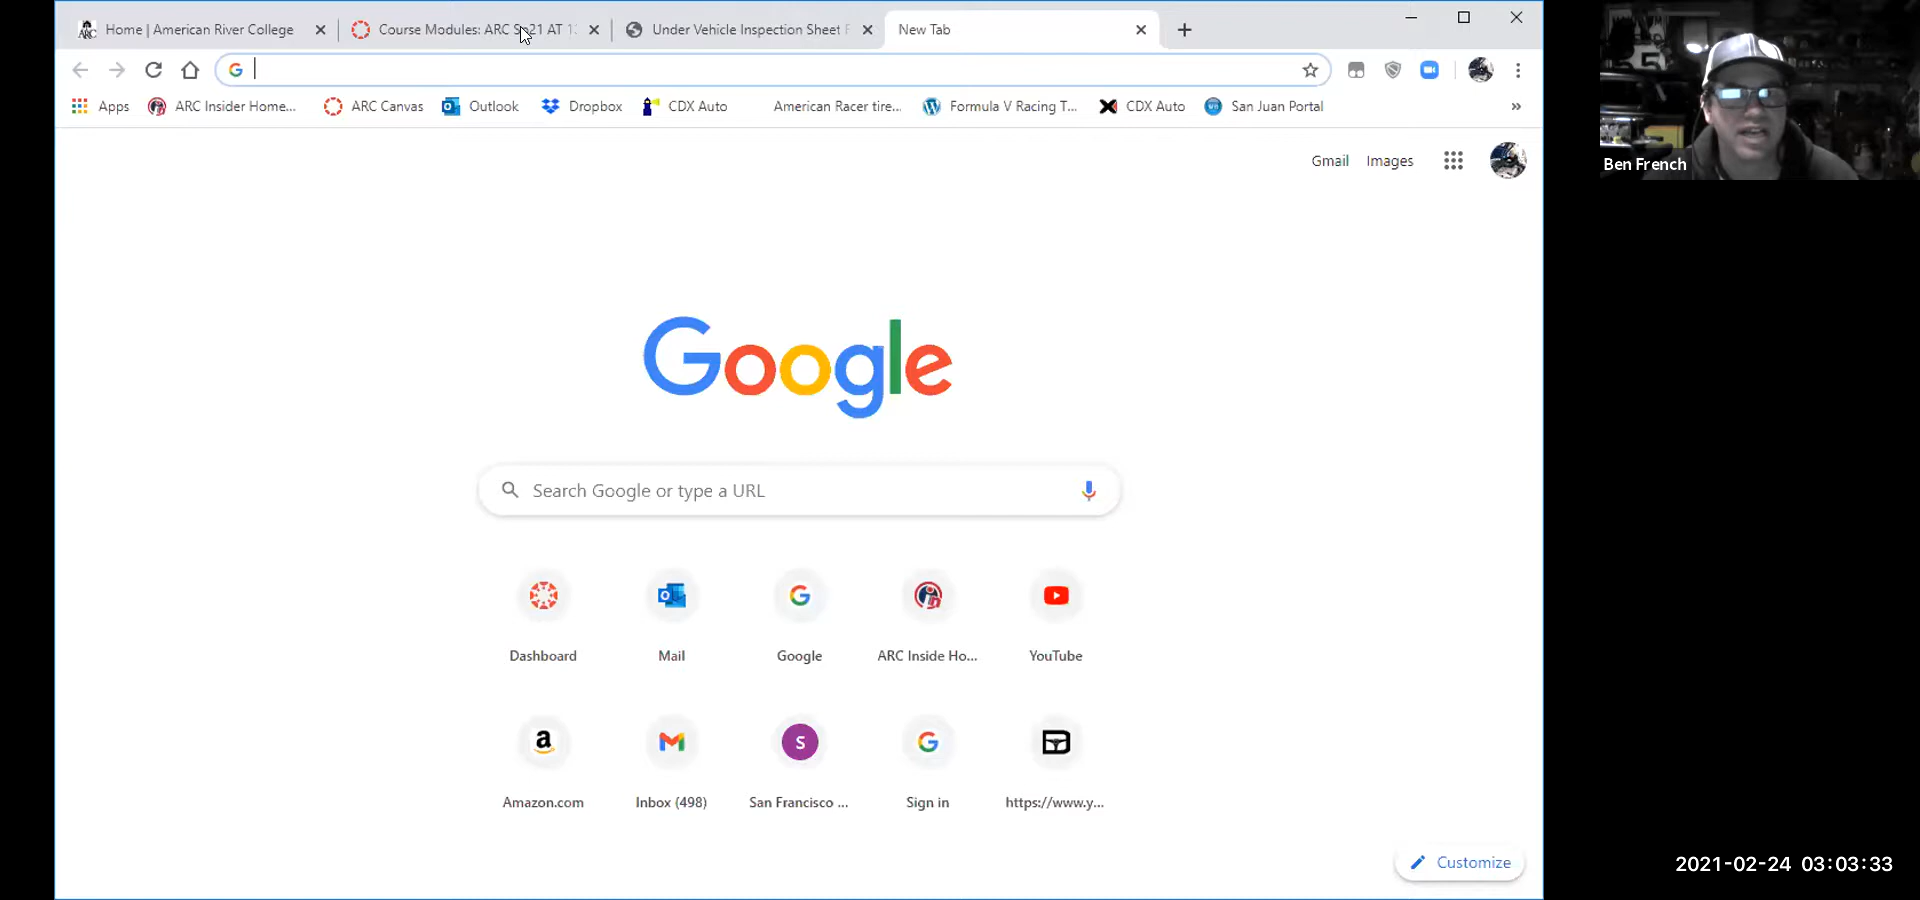 Home | American River College
Course Modules: ARC Sp21 AT 1
Under Vehicle Inspection Sheet
New Tab
Apps
ARC Insider Home...
ARC Canvas
Outlook
Dropbox
CDX Auto
American Racer tire...
Formula V Racing T...
CDX Auto
San Juan Portal
»
Gmail
Images
Google
Search Google or type a URL
Dashboard
Mail
Google
ARC Inside Ho...
YouTube
Amazon.com
Inbox (498)
S
San Francisco ...
Sign in
https://www.y...
Customize
Ben French
2021-02-24 03:03:33